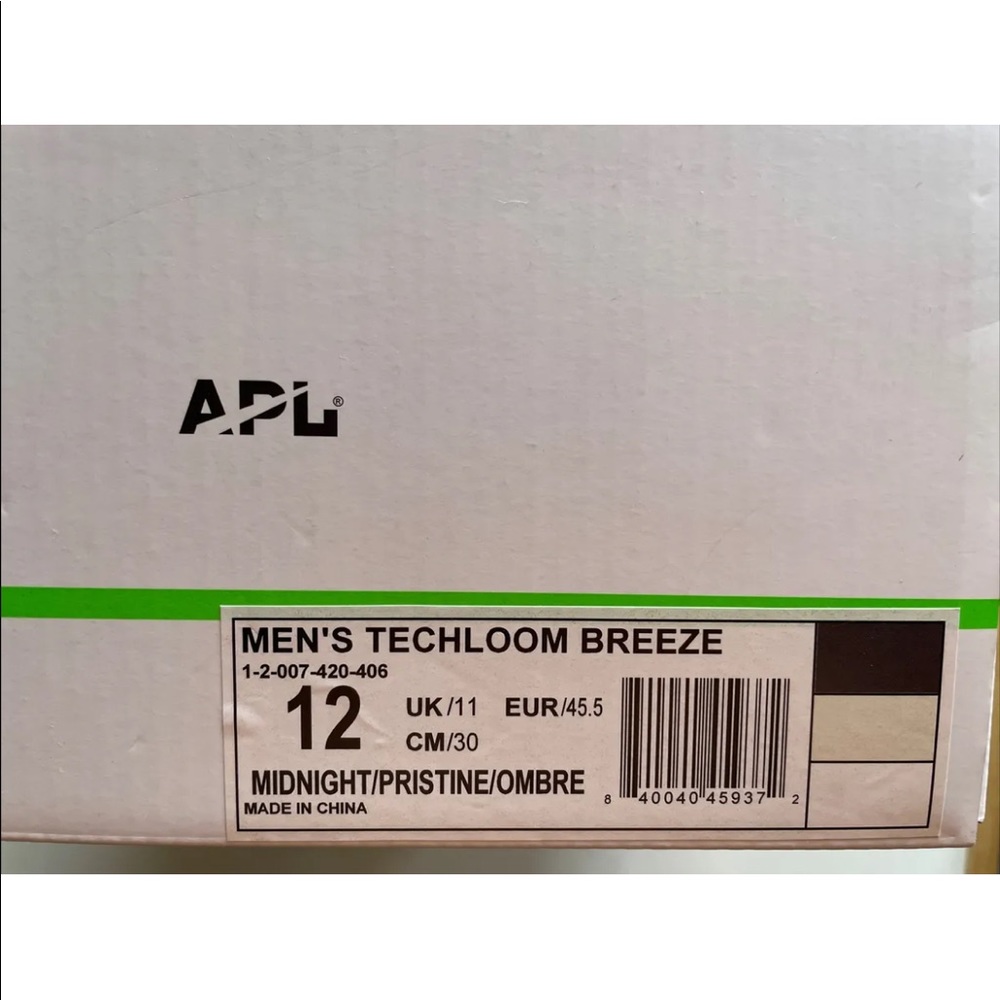 APL®
MEN'S TECHLOOM BREEZE
1-2-007-420-406
12 UK/11 EUR/45.5
CM/30
MIDNIGHT/PRISTINE/OMBRE
MADE IN CHINA
8 40040 45937 2